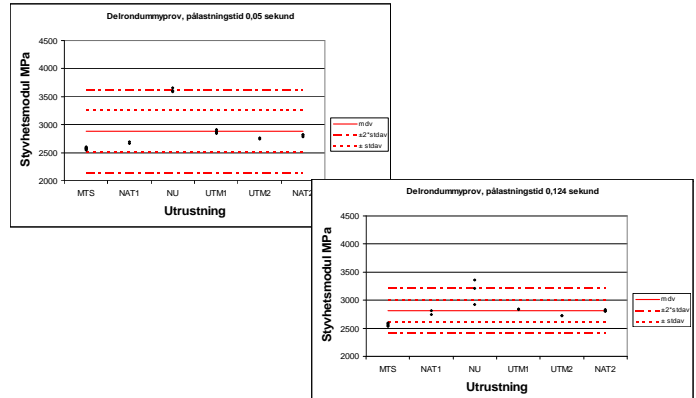 Delrondummyprov, pålastningstid 0,05 sekund
Styvhetsmodul MPa
4500
4000
3500
3000
2500
2000
MTS NAT1 NU UTM1 UTM2 NAT2
Utrustning
mdv
±2*stdav
± stdav
Delrondummyprov, pålastningstid 0,124 sekund
Styvhetsmodul MPa
4500
4000
3500
3000
2500
2000
MTS NAT1 NU UTM1 UTM2 NAT2
Utrustning
mdv
±2*stdav
± stdav